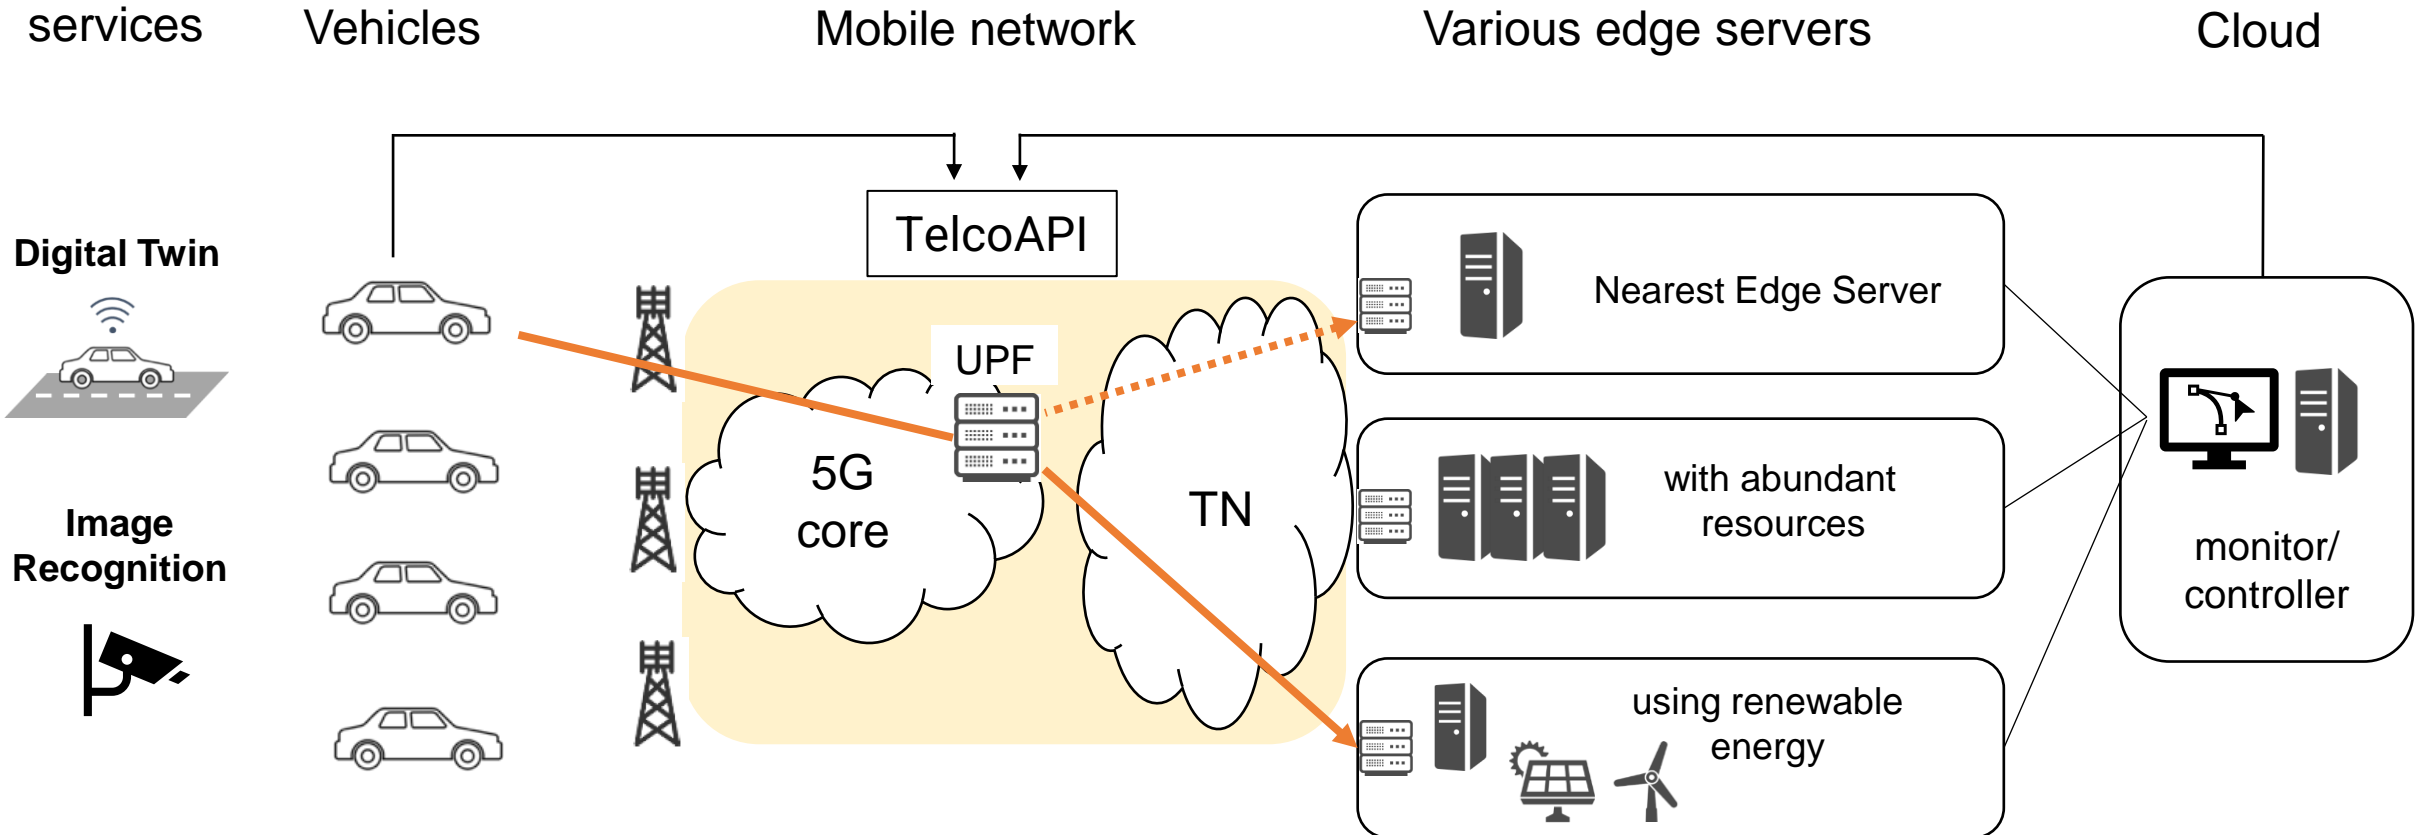 services
Vehicles
Mobile network
Various edge servers
Cloud
TelcoAPI
Digital Twin
Image
Recognition
UPF
5G
core
TN
Nearest Edge Server
with abundant
resources
using renewable
energy
monitor/
controller